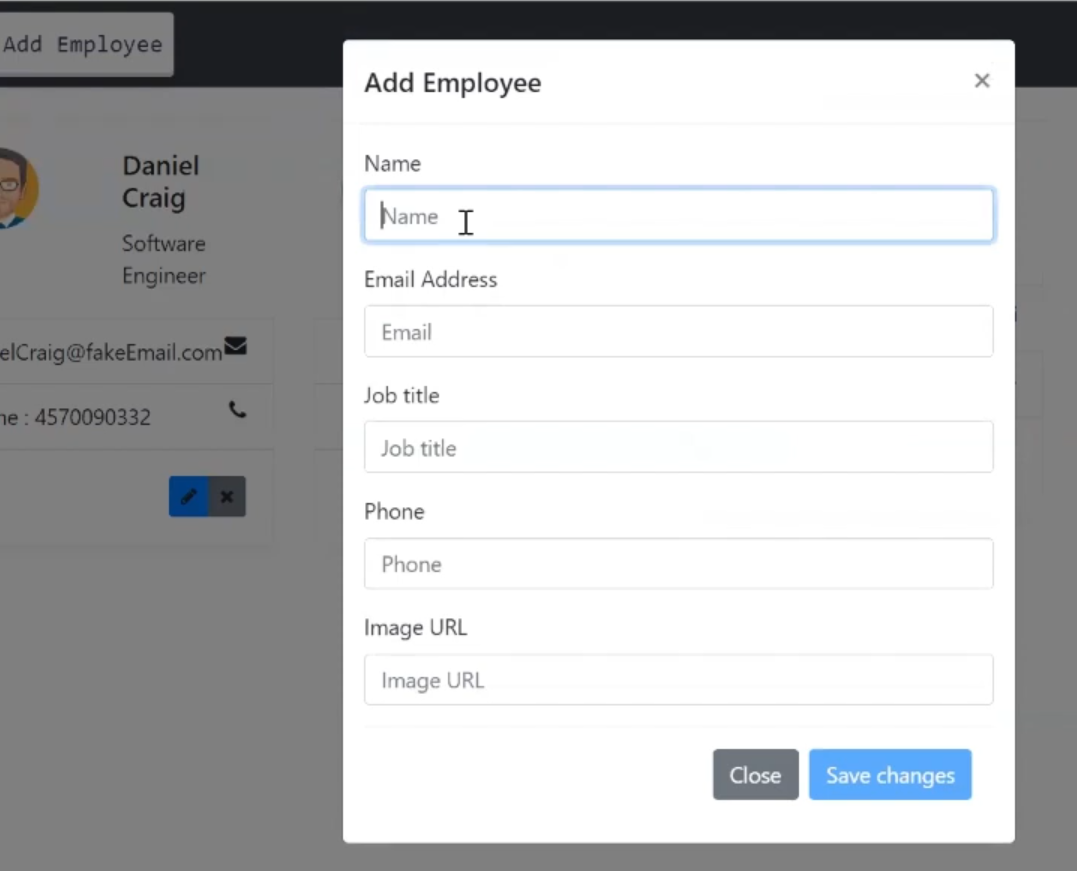 Add Employee
Daniel
Craig
Software
Engineer
elCraig@fakeEmail.com
ne : 4570090332
Add Employee
×
Name
Name
Email Address
Email
Job title
Job title
Phone
Phone
Image URL
Image URL
Close
Save changes